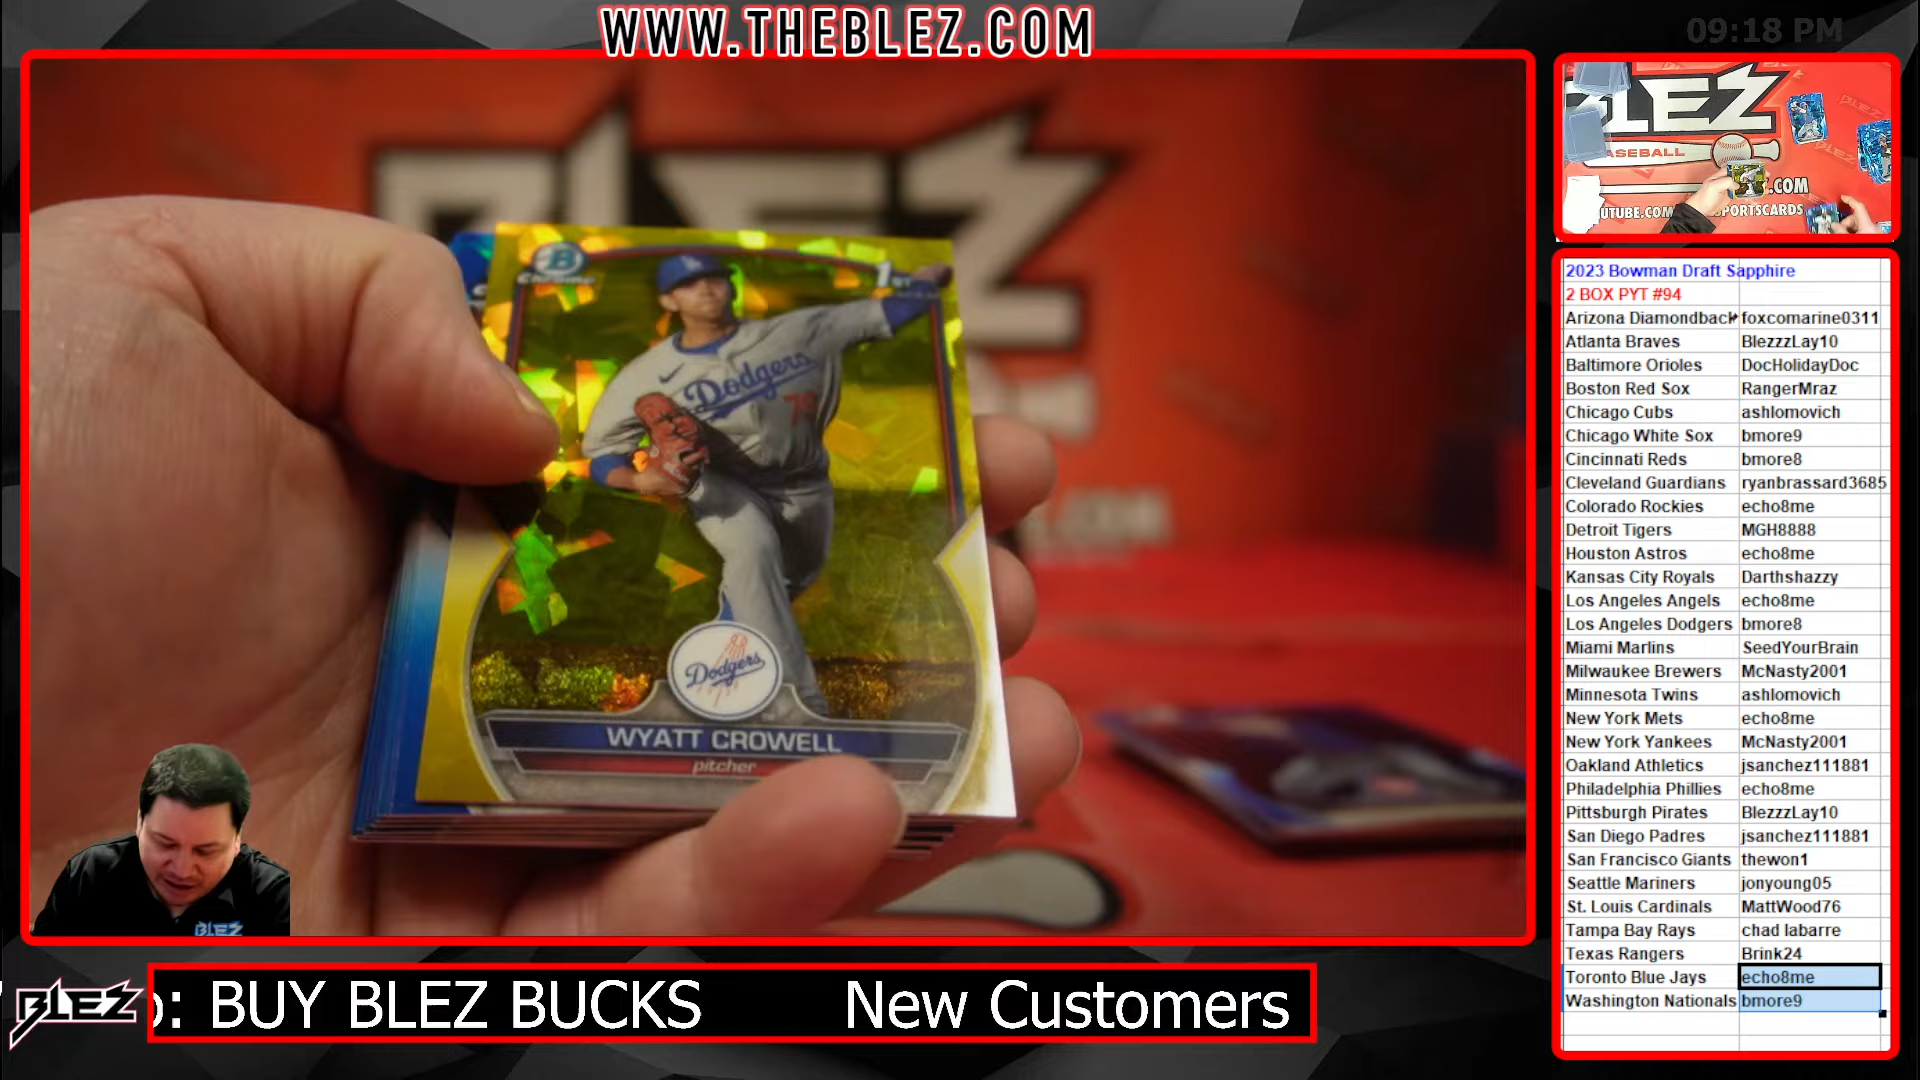 WWW.THEBLEZ.COM
09:18 PM
BLEZ
B
CHROME
1ST
Dodgers
Dodgers
WYATT CROWELL
pitcher
BLEZ
BLEZ
BASEBALL
.COM
SPORTSCARDS
2023 Bowman Draft Sapphire
2 BOX PYT #94
Arizona Diamondback foxcomarine0311
Atlanta Braves BlezzzLay10
Baltimore Orioles DocHolidayDoc
Boston Red Sox RangerMraz
Chicago Cubs ashlomovich
Chicago White Sox bmore9
Cincinnati Reds bmore8
Cleveland Guardians ryanbrassard3685
Colorado Rockies echo8me
Detroit Tigers MGH8888
Houston Astros echo8me
Kansas City Royals Darthshazzy
Los Angeles Angels echo8me
Los Angeles Dodgers bmore8
Miami Marlins SeedYourBrain
Milwaukee Brewers McNasty2001
Minnesota Twins ashlomovich
New York Mets echo8me
New York Yankees McNasty2001
Oakland Athletics jsanchez111881
Philadelphia Phillies echo8me
Pittsburgh Pirates BlezzzLay10
San Diego Padres jsanchez111881
San Francisco Giants thewon1
Seattle Mariners jonyoung05
St. Louis Cardinals MattWood76
Tampa Bay Rays chad labarre
Texas Rangers Brink24
Toronto Blue Jays echo8me
Washington Nationals bmore9
BLEZ
: BUY BLEZ BUCKS New Customers